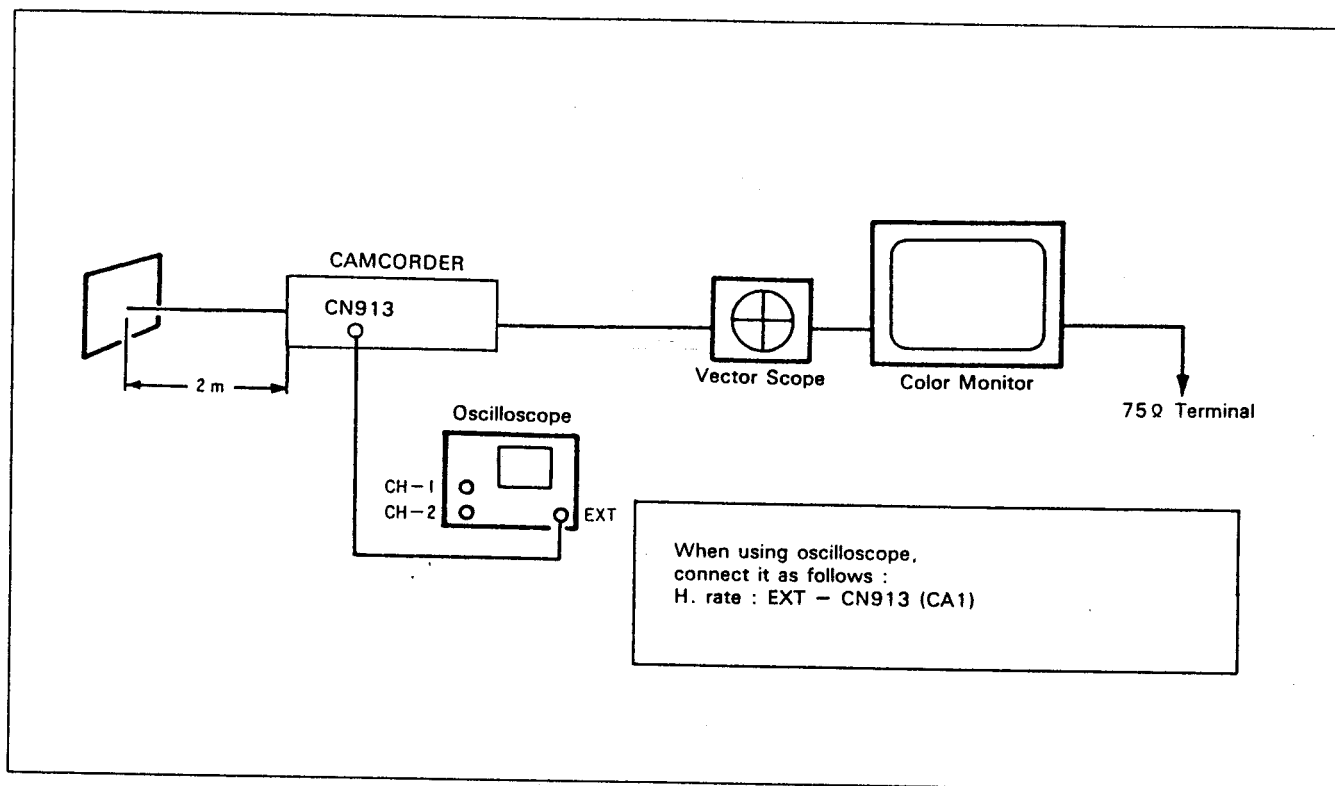 CAMCORDER
CN913
2 m
Vector Scope
Color Monitor
75Ω Terminal
Oscilloscope
CH-1
CH-2
EXT
When using oscilloscope,
connect it as follows :
H. rate : EXT - CN913 (CA1)